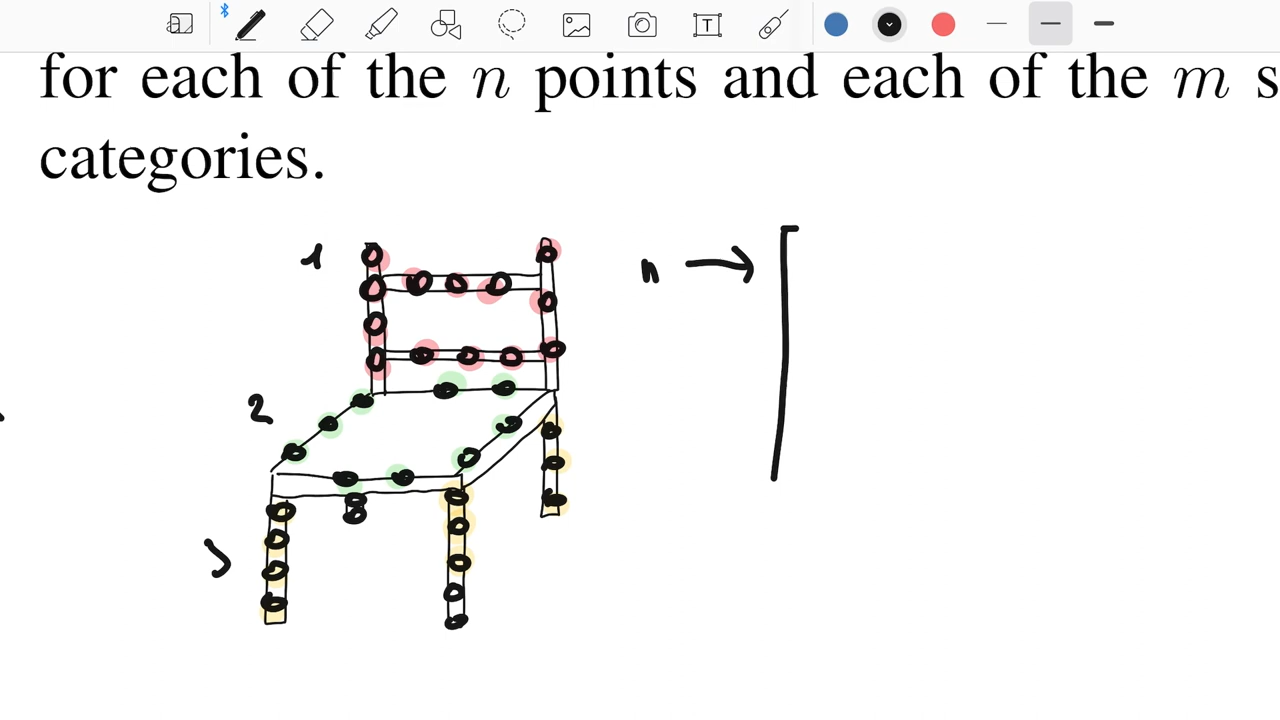 for each of the n points and each of the m s
categories.
1
n →
2
3